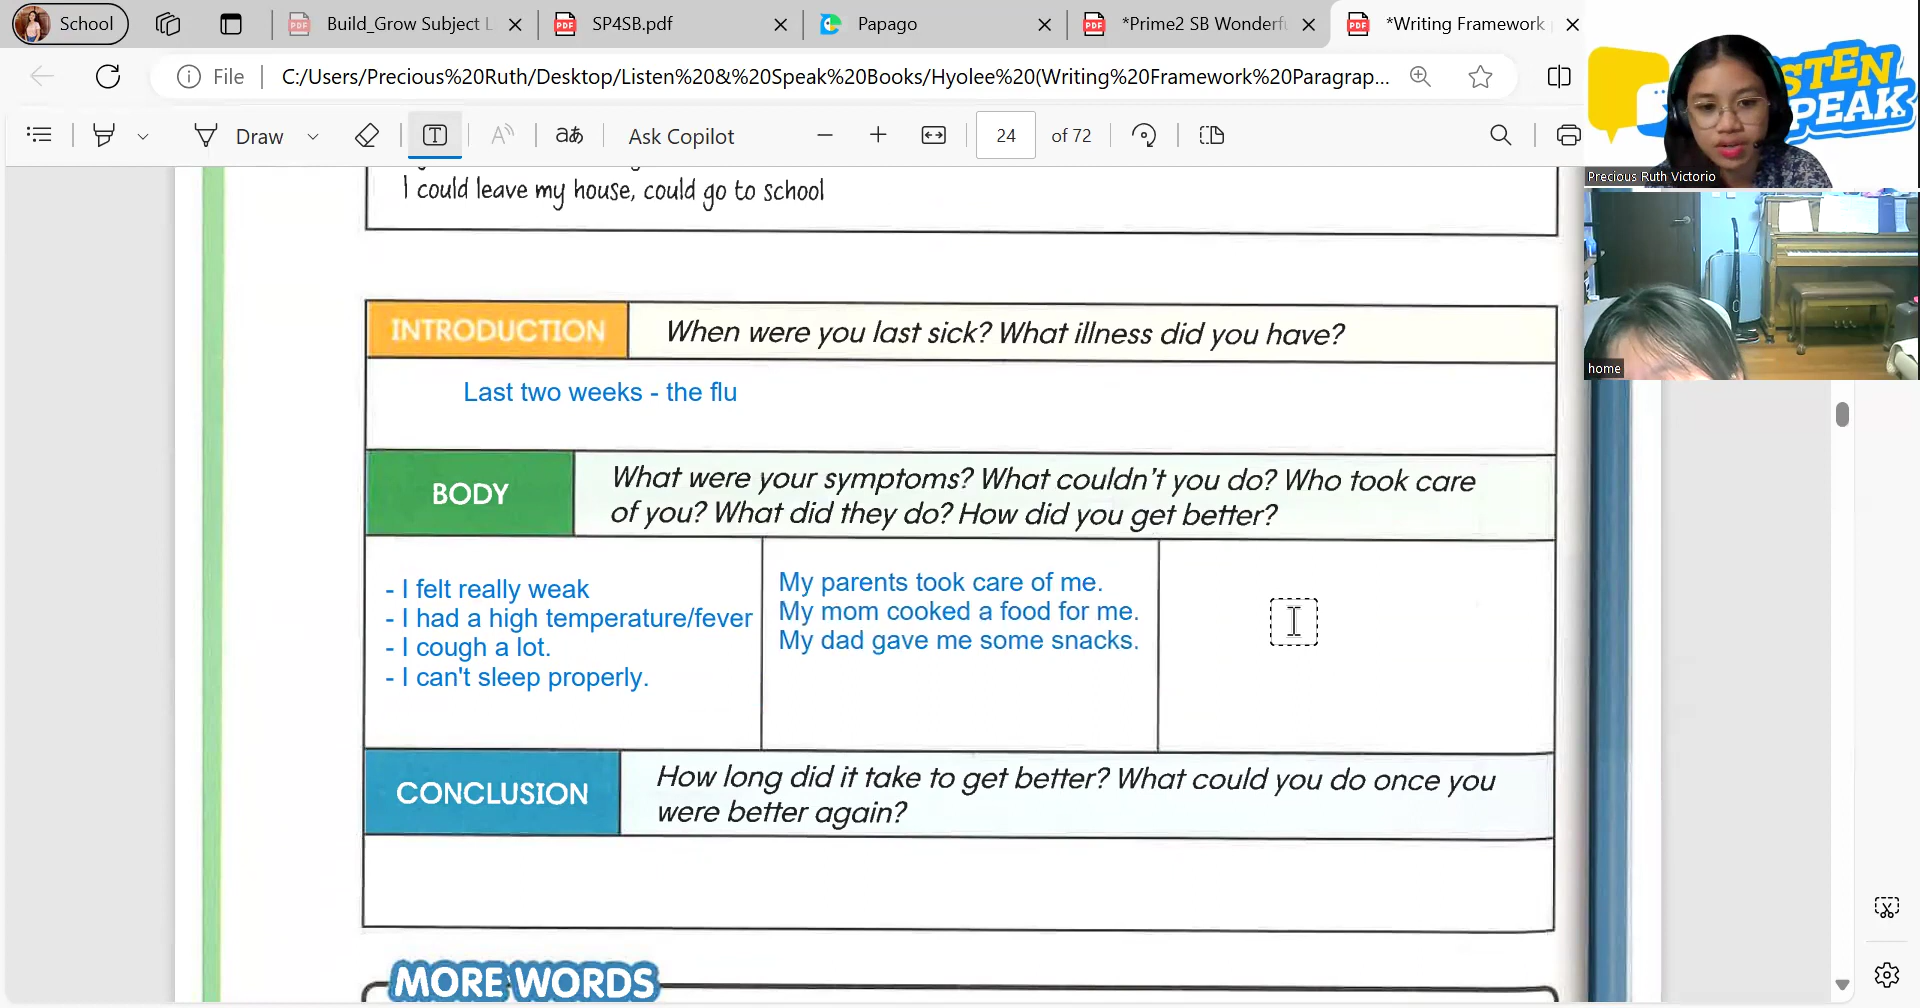 School
Build_Grow Subject L
SP4SB.pdf
Papago
*Prime2 SB Wonderfu
*Writing Framework
File
C:/Users/Precious%20Ruth/Desktop/Listen%20&%20Speak%20Books/Hyolee%20(Writing%20Framework%20Paragrap...
Draw
Ask Copilot
24 of 72
I could leave my house, could go to school
INTRODUCTION
When were you last sick? What illness did you have?
Last two weeks - the flu
BODY
What were your symptoms? What couldn't you do? Who took care
of you? What did they do? How did you get better?
- I felt really weak
- I had a high temperature/fever
- I cough a lot.
- I can't sleep properly.
My parents took care of me.
My mom cooked a food for me.
My dad gave me some snacks.
CONCLUSION
How long did it take to get better? What could you do once you
were better again?
MORE WORDS
STEN
PEAK
Precious Ruth Victorio
home